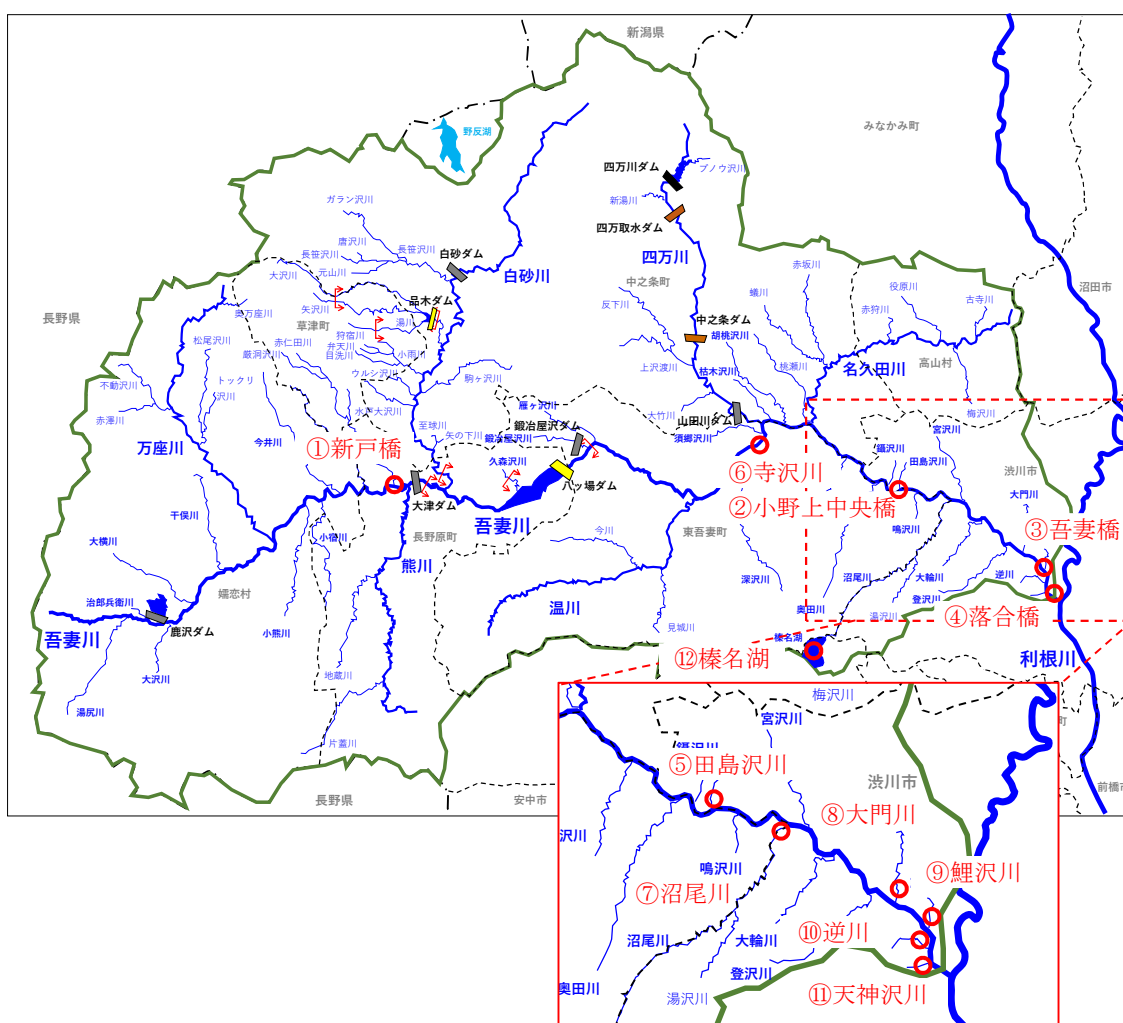 新潟県
みなかみ町
野反湖
四万川ダム
ブノウ沢川
新湯川
四万取水ダム
ガラン沢川
唐沢川
長笹沢川
長笹沢川
白砂ダム
大沢川
元山川
白砂川
四万川
中之条町
赤坂川
蟻川
役原川
古寺川
赤狩川
沼田市
反下川
品木ダム
矢沢川
湯川
奥万座川
草津町
長野県
中之条ダム
胡桃沢川
狩宿川
弁天川
目洗川
小雨川
赤仁田川
厳洞沢川
松尾沢川
上沢渡川
枯木沢川
桃瀬川
名久田川
高山村
不動沢川
トックリ
沢川
ウルシ沢川
駒ヶ沢川
赤澤川
水戸大沢川
雁ヶ沢川
大竹川
山田川ダム
梅沢川
至球川
鍛冶屋沢ダム
矢の下川
鍛冶屋沢川
須郷沢川
宮沢川
万座川
今井川
①新戸橋
久森沢川
⑥寺沢川
鑷沢川
田島沢川
渋川市
八ッ場ダム
大津ダム
②小野上中央橋
大門川
干俣川
吾妻川
長野原町
今川
東吾妻町
鳴沢川
③吾妻橋
小宿川
大横川
熊川
深沢川
沼尾川
大輪川
逆川
嬬恋村
治郎兵衛川
温川
奥田川
登沢川
湯沢川
④落合橋
吾妻川
鹿沢ダム
小熊川
見城川
榛名湖
⑫榛名湖
利根川
大沢川
地蔵川
湯尻川
片蓋川
長野県
安中市
町
前橋市
梅沢川
宮沢川
鑷沢川
⑤田島沢川
渋川市
⑧大門川
沢川
鳴沢川
⑨鯉沢川
⑦沼尾川
沼尾川
大輪川
⑩逆川
登沢川
奥田川
湯沢川
⑪天神沢川